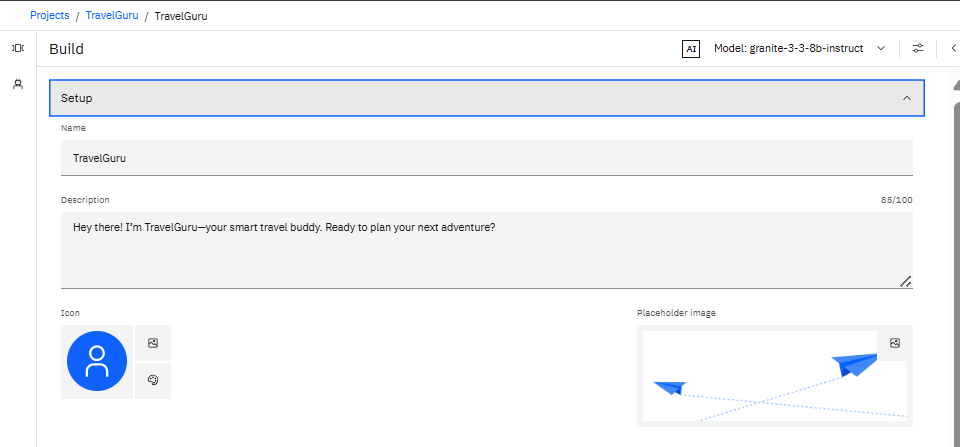 Projects / TravelGuru / TravelGuru
Build
AI Model: granite-3-3-8b-instruct
Setup
Name
TravelGuru
Description 85/100
Hey there! I'm TravelGuru—your smart travel buddy. Ready to plan your next adventure?
Icon Placeholder image